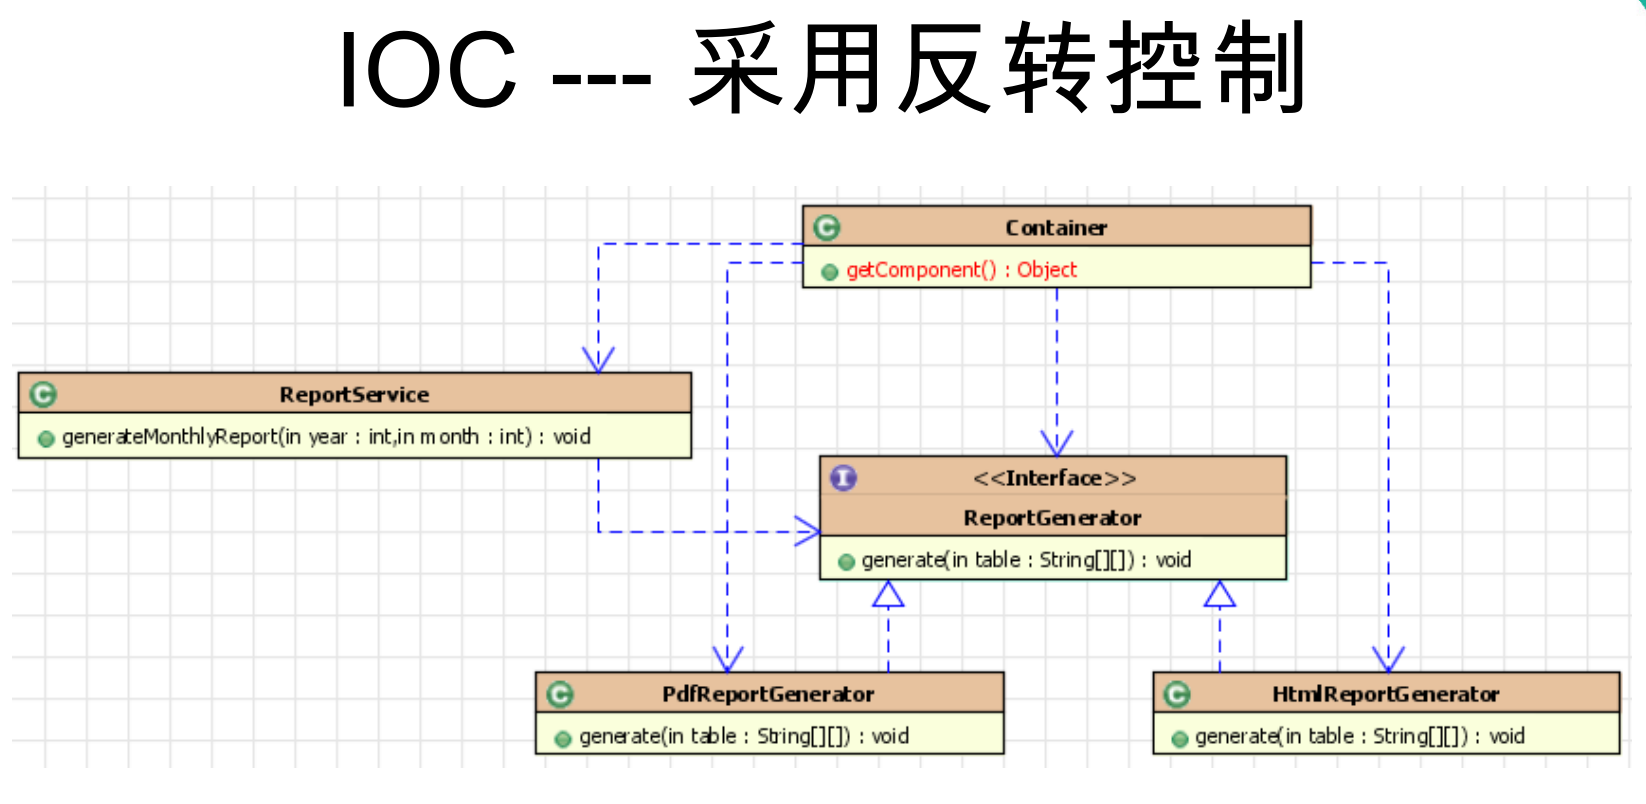 IOC --- 采用反转控制
Container
getComponent() : Object
ReportService
generateMonthlyReport(in year : int,in month : int) : void
<<Interface>>
ReportGenerator
generate(in table : String[][]) : void
PdfReportGenerator
generate(in table : String[][]) : void
HtmlReportGenerator
generate(in table : String[][]) : void